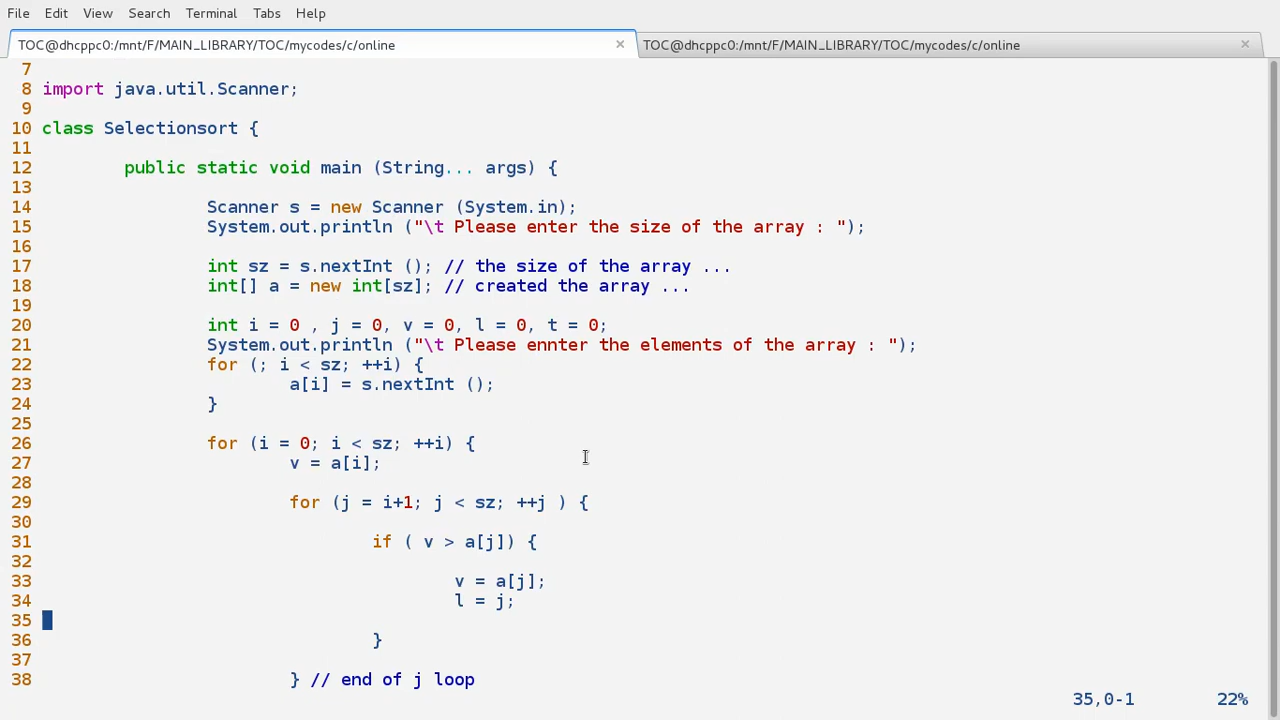 File Edit View Search Terminal Tabs Help
TOC@dhcppc0:/mnt/F/MAIN_LIBRARY/TOC/mycodes/c/online × TOC@dhcppc0:/mnt/F/MAIN_LIBRARY/TOC/mycodes/c/online ×
7
8 import java.util.Scanner;
9
10 class Selectionsort {
11
12 public static void main (String... args) {
13
14 Scanner s = new Scanner (System.in);
15 System.out.println ("\t Please enter the size of the array : ");
16
17 int sz = s.nextInt (); // the size of the array ...
18 int[] a = new int[sz]; // created the array ...
19
20 int i = 0 , j = 0, v = 0, l = 0, t = 0;
21 System.out.println ("\t Please ennter the elements of the array : ");
22 for (; i < sz; ++i) {
23 a[i] = s.nextInt ();
24 }
25
26 for (i = 0; i < sz; ++i) {
27 v = a[i];
28
29 for (j = i+1; j < sz; ++j ) {
30
31 if ( v > a[j]) {
32
33 v = a[j];
34 l = j;
35
36 }
37
38 } // end of j loop
35,0-1 22%